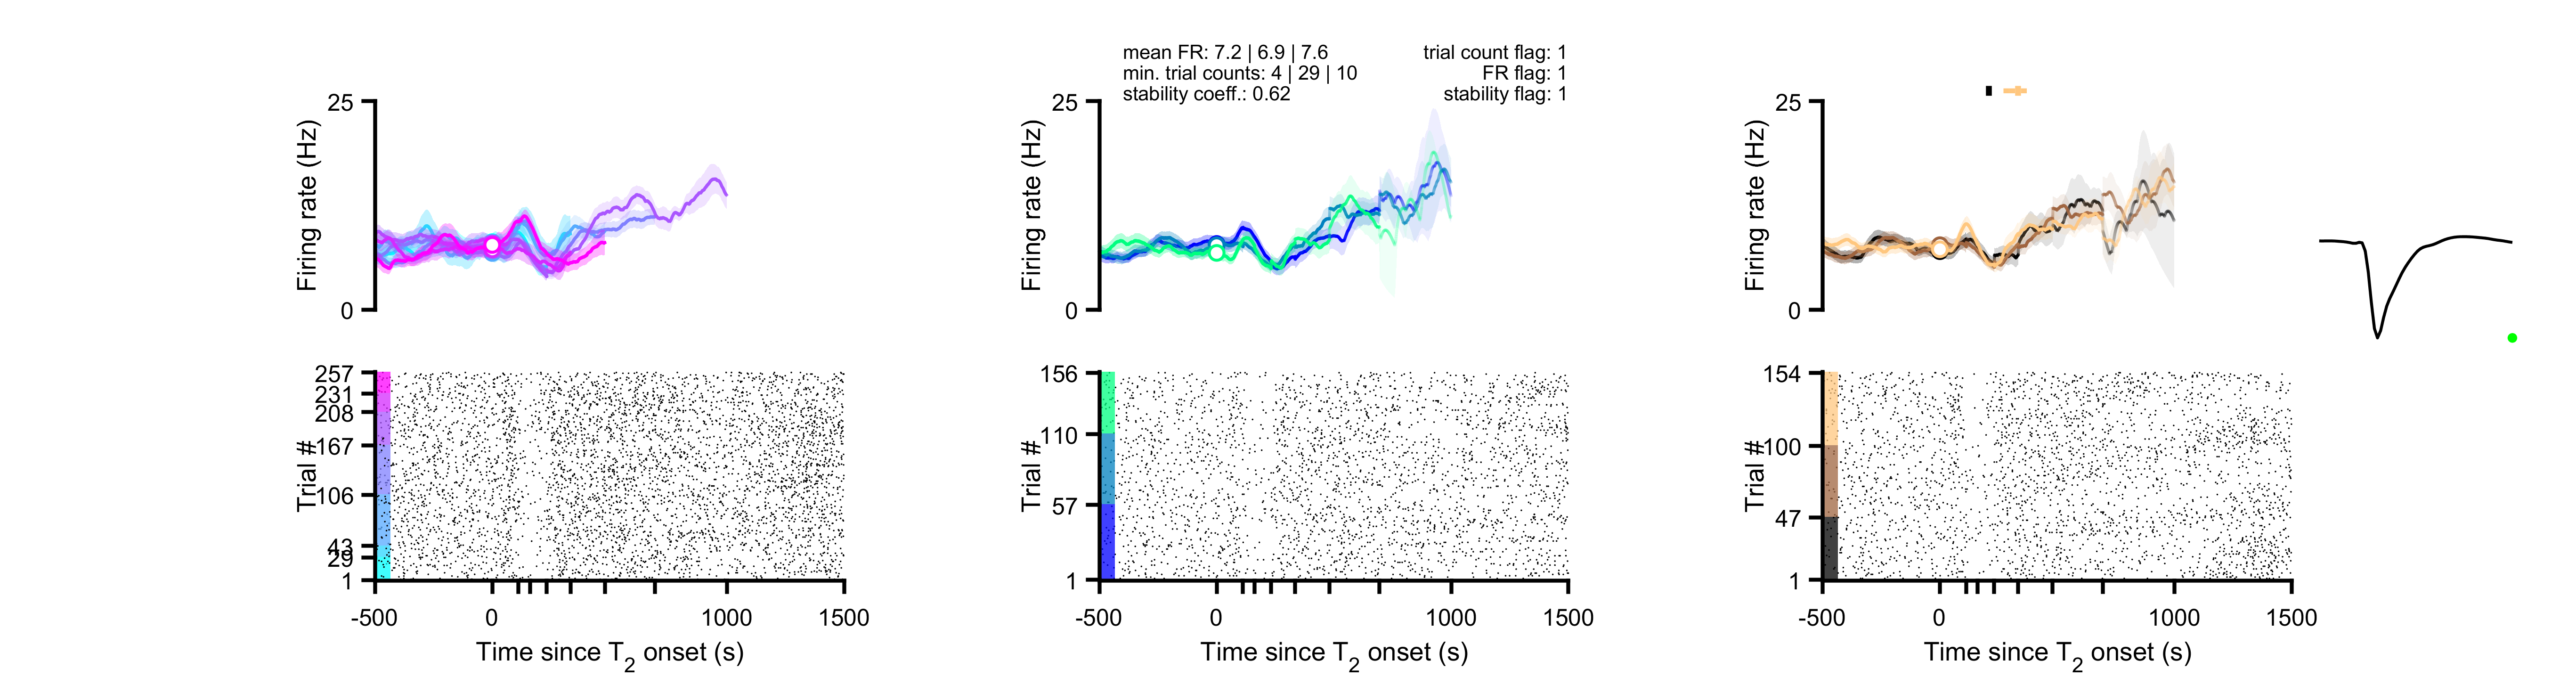 mean FR: 7.2 | 6.9 | 7.6
min. trial counts: 4 | 29 | 10
stability coeff.: 0.62
trial count flag: 1
FR flag: 1
stability flag: 1
25
0
Firing rate (Hz)
257
231
208
167
106
43
29
1
Trial #
-500
0
1000
1500
Time since T2 onset (s)
25
0
Firing rate (Hz)
156
110
57
1
Trial #
-500
0
1000
1500
Time since T2 onset (s)
25
0
Firing rate (Hz)
154
100
47
1
Trial #
-500
0
1000
1500
Time since T2 onset (s)